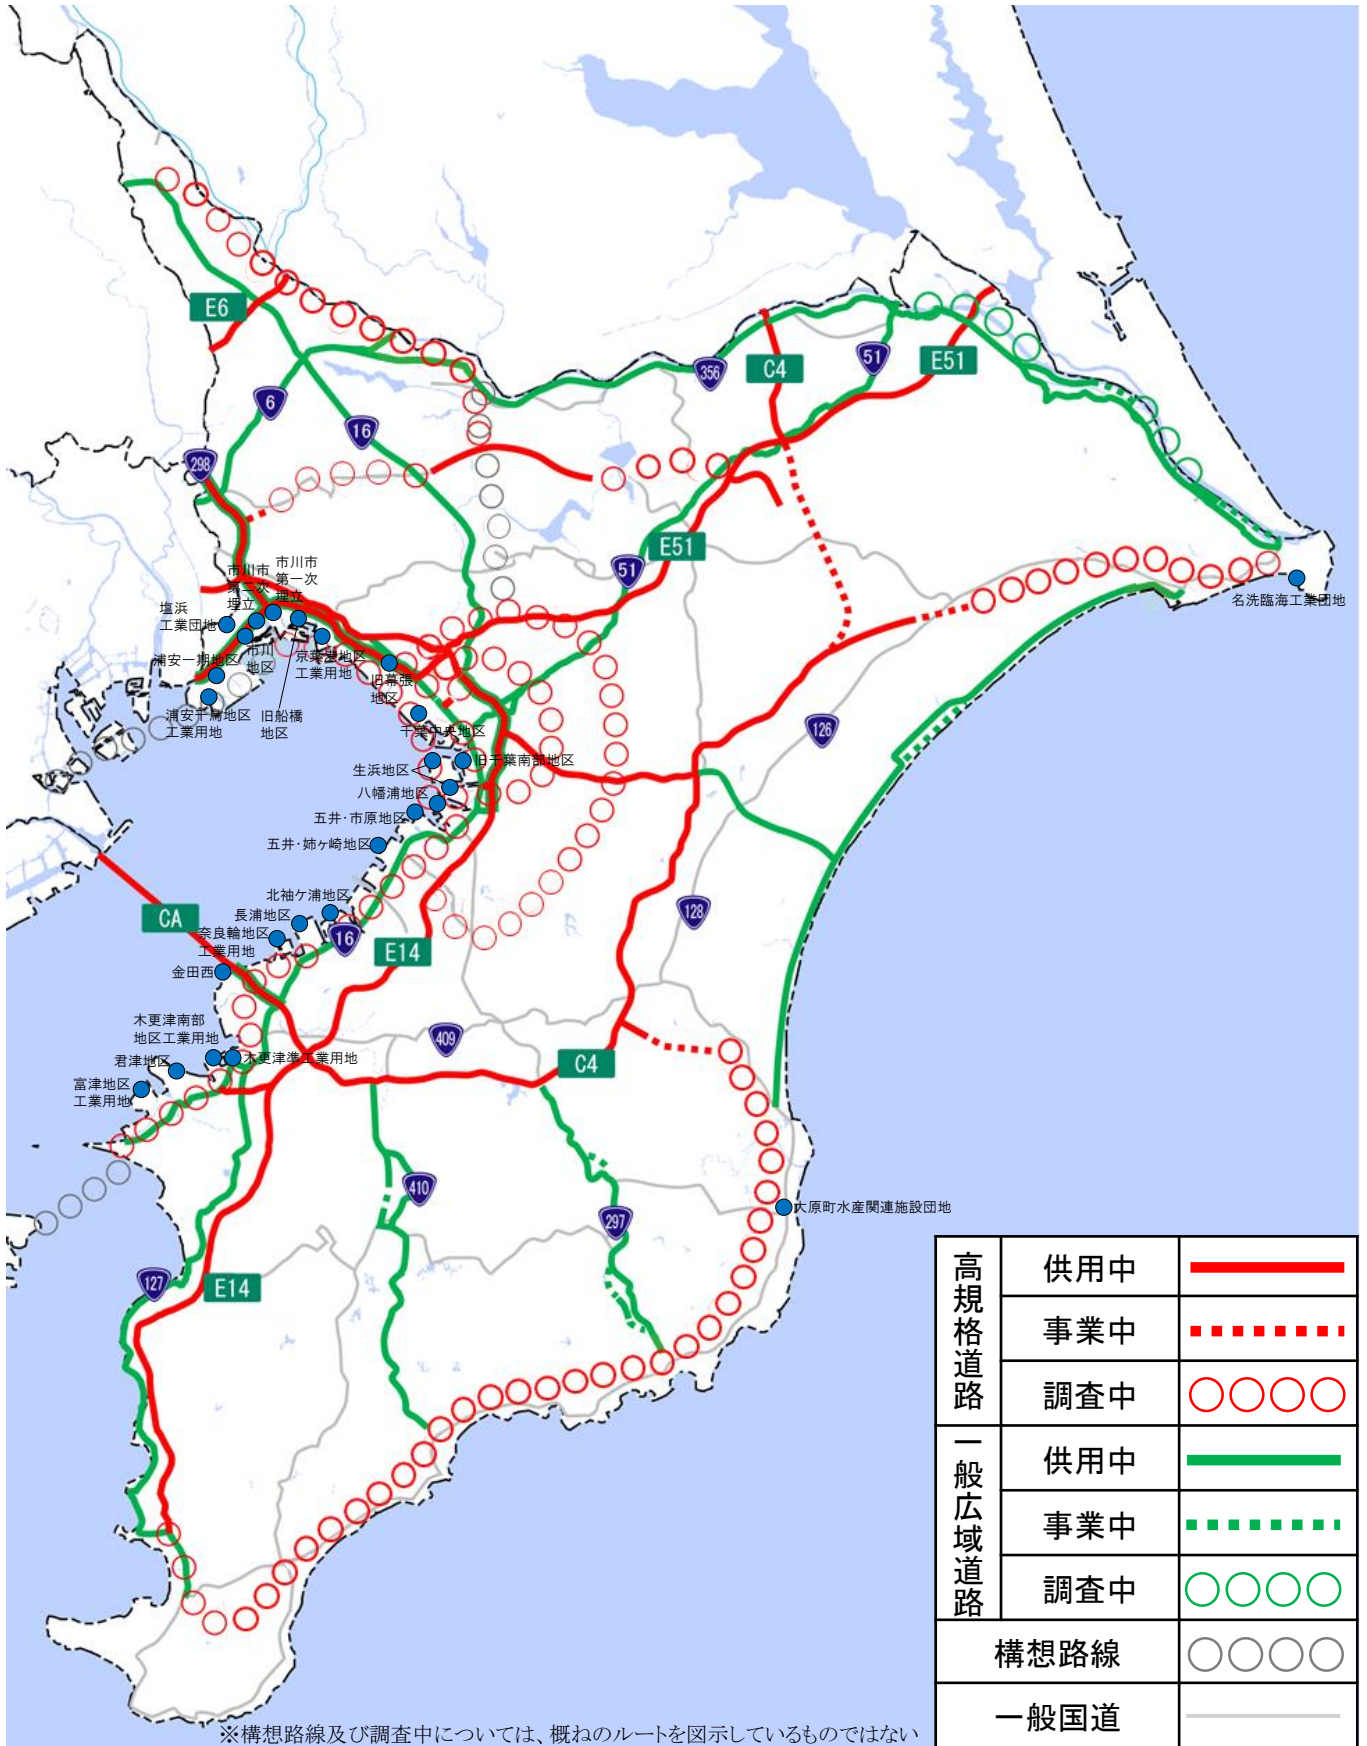 E6
6
16
298
356
C4
51
E51
E51
51
市川市
第二次
埋立
市川市
第一次
埋立
塩浜
工業団地
浦安一期地区
市川
地区
京葉港地区
工業用地
旧幕張
地区
浦安千鳥地区
工業用地
旧船橋
地区
千葉中央地区
生浜地区
旧千葉南部地区
八幡浦地区
五井・市原地区
五井・姉ヶ崎地区
北袖ケ浦地区
長浦地区
奈良輪地区
工業用地
金田西
CA
16
E14
126
128
名洗臨海工業団地
木更津南部
地区工業用地
君津地区
木更津準工業用地
富津地区
工業用地
409
C4
410
297
大原町水産関連施設団地
127
E14
高規格道路
供用中
事業中
調査中
一般広域道路
供用中
事業中
調査中
構想路線
一般国道
※構想路線及び調査中については、概ねのルートを図示しているものではない